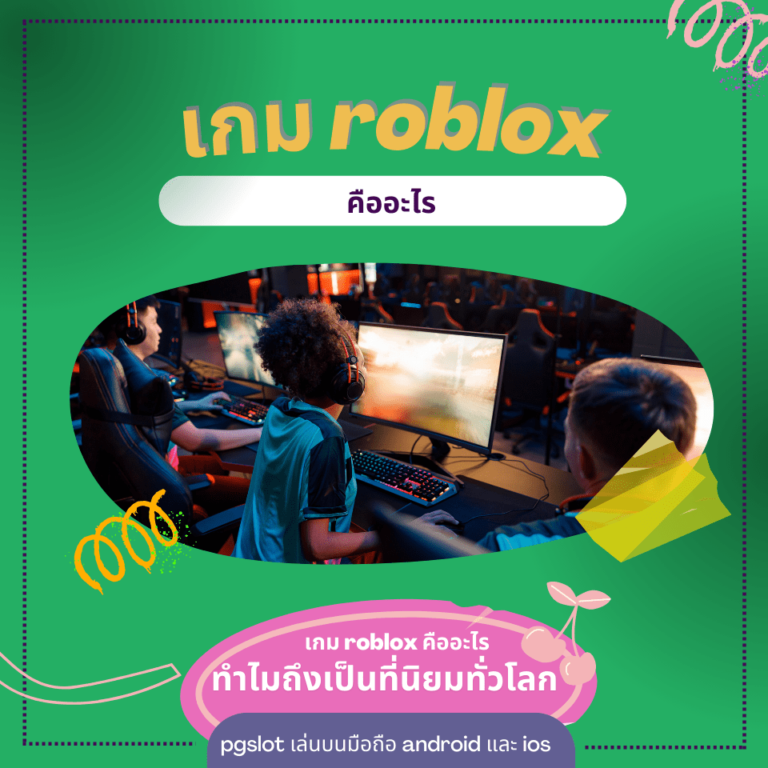 เกม roblox
คืออะไร
เกม roblox คืออะไร
ทำไมถึงเป็นที่นิยมทั่วโลก
pgslot เล่นบนมือถือ android และ ios